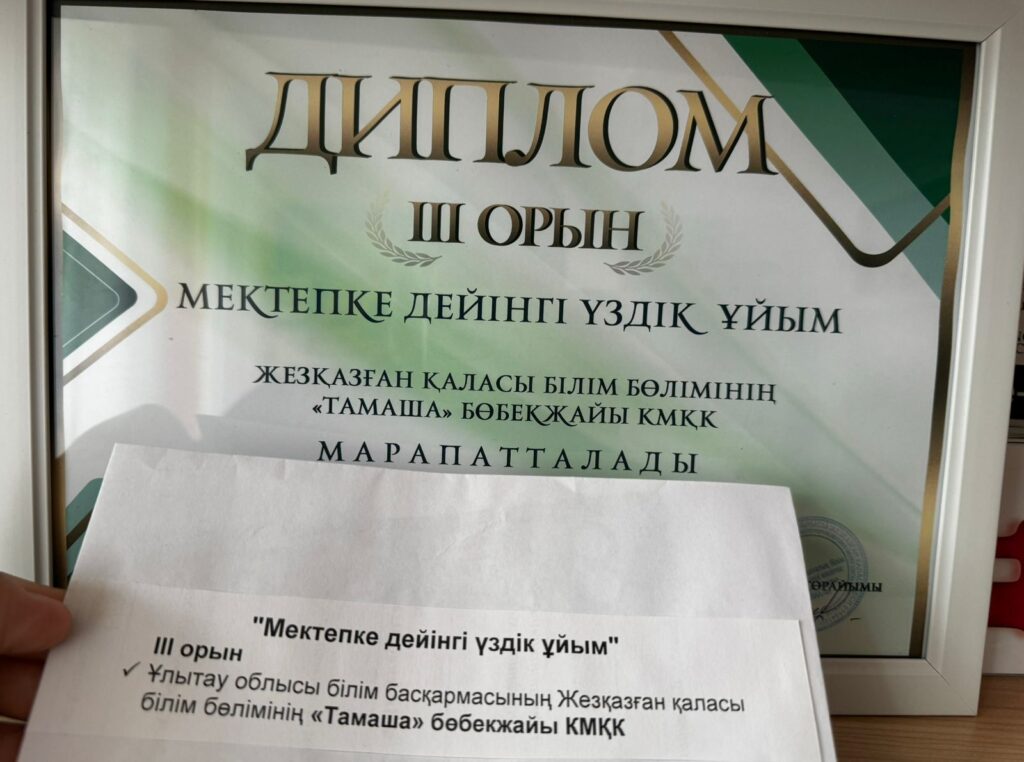 ДИПЛОМ
III ОРЫН
МЕКТЕПКЕ ДЕЙІНГІ ҮЗДІК ҰЙЫМ
ЖЕЗҚАЗҒАН ҚАЛАСЫ БІЛІМ БӨЛІМІНІҢ
«ТАМАША» БӨБЕКЖАЙЫ КМҚК
МАРАПАТТАЛАДЫ
"Мектепке дейінгі үздік ұйым"
III орын
✓ Ұлытау облысы білім басқармасының Жезқазған қаласы
білім бөлімінің «Тамаша» бөбекжайы КМҚК